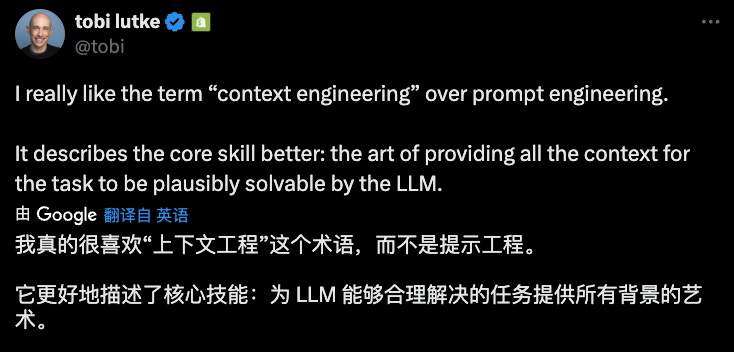 tobi lutke
@tobi
I really like the term “context engineering” over prompt engineering.
It describes the core skill better: the art of providing all the context for
the task to be plausibly solvable by the LLM.
由 Google 翻译自 英语
我真的很喜欢“上下文工程”这个术语，而不是提示工程。
它更好地描述了核心技能：为 LLM 能够合理解决的任务提供所有背景的艺
术。